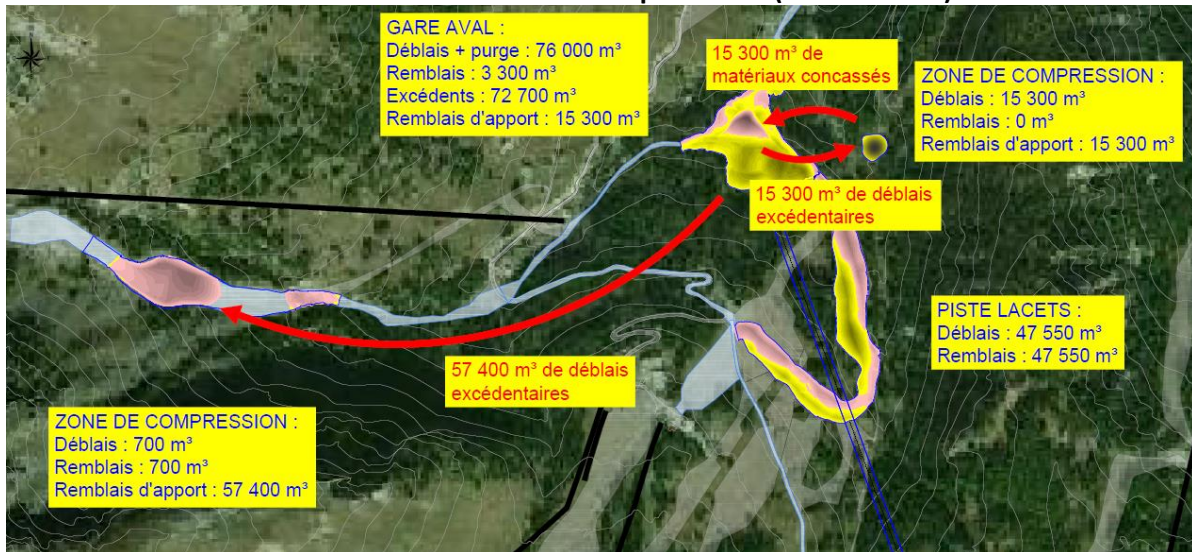 GARE AVAL :
Déblais + purge : 76 000 m³
Remblais : 3 300 m³
Excédents : 72 700 m³
Remblais d'apport : 15 300 m³
15 300 m³ de
matériaux concassés
ZONE DE COMPRESSION :
Déblais : 15 300 m³
Remblais : 0 m³
Remblais d'apport : 15 300 m³
15 300 m³ de déblais
excédentaires
PISTE LACETS :
Déblais : 47 550 m³
Remblais : 47 550 m³
57 400 m³ de déblais
excédentaires
ZONE DE COMPRESSION :
Déblais : 700 m³
Remblais : 700 m³
Remblais d'apport : 57 400 m³